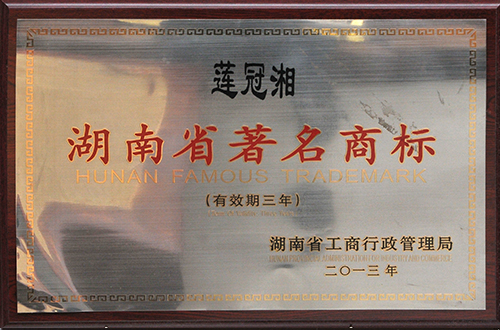 莲冠湘
湖南省著名商标
HUNAN FAMOUS TRADEMARK
(有效期三年)
湖南省工商行政管理局
二〇一三年